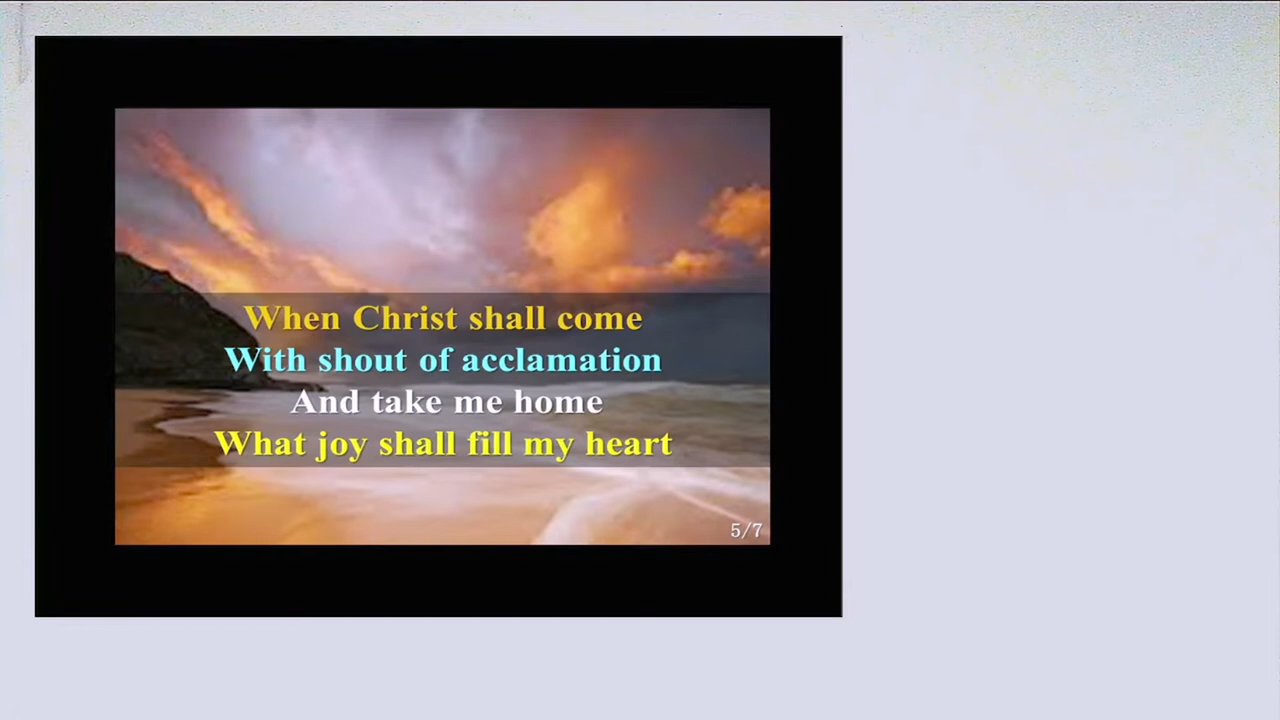 When Christ shall come
With shout of acclamation
And take me home
What joy shall fill my heart
5/7